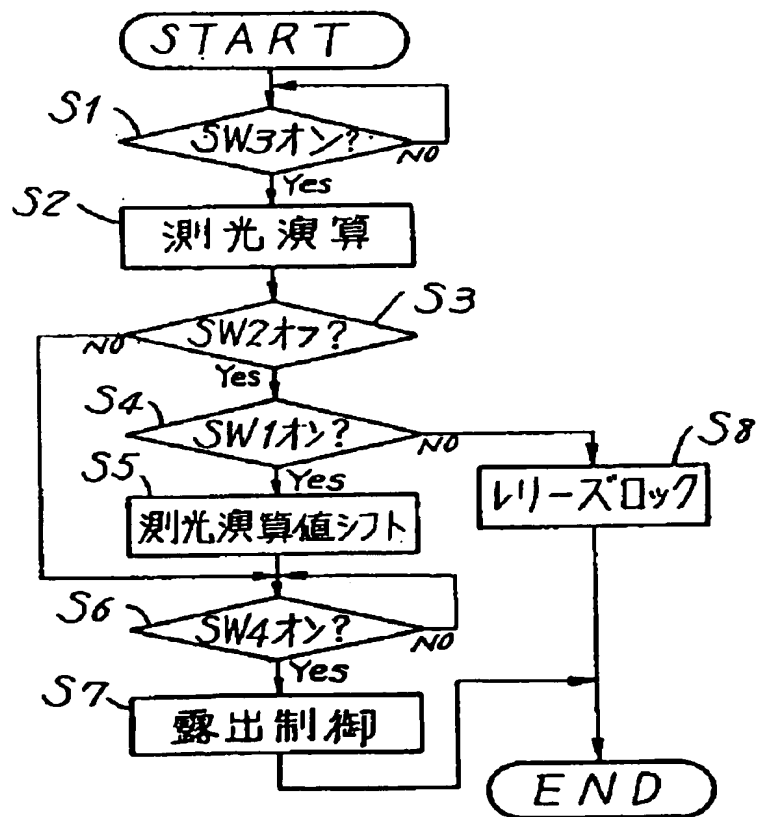 START
S1
SW3オン?
NO
Yes
S2
測光演算
S3
SW2オフ?
NO
Yes
S4
SW1オン?
NO
Yes
S8
レリーズロック
S5
測光演算値シフト
S6
SW4オン?
NO
Yes
S7
露出制御
END